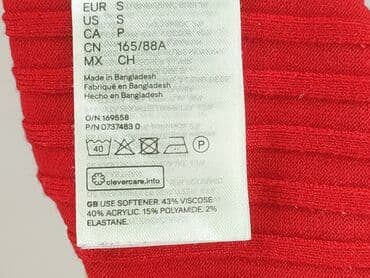 EUR S
US S
CA P
CN 165/88A
MX CH
Made in Bangladesh
Fabriqué en Bangladesh
Hecho en Bangladesh
O/N 169558
P/N 0737483 0
40 P
clevercare.info
GB USE SOFTENER. 43% VISCOSE
40% ACRYLIC. 15% POLYAMIDE. 2%
ELASTANE.